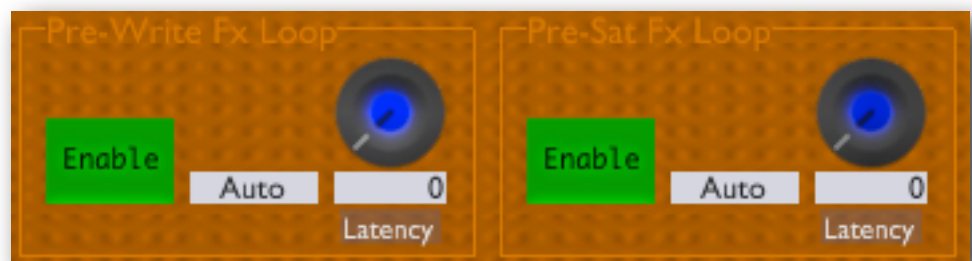 Pre-Write Fx Loop
Enable
Auto
0
Latency
Pre-Sat Fx Loop
Enable
Auto
0
Latency